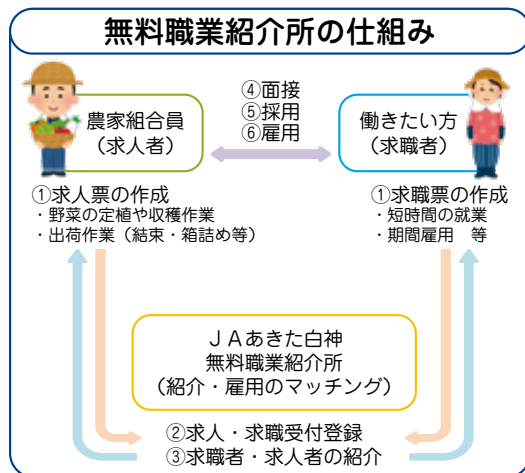 無料職業紹介所の仕組み
④面接
⑤採用
⑥雇用
農家組合員
（求人者）
働きたい方
（求職者）
①求人票の作成
・野菜の定植や収穫作業
・出荷作業（結束・箱詰め等）
①求職票の作成
・短時間の就業
・期間雇用　等
ＪＡあきた白神
無料職業紹介所
（紹介・雇用のマッチング）
②求人・求職受付登録
③求職者・求人者の紹介